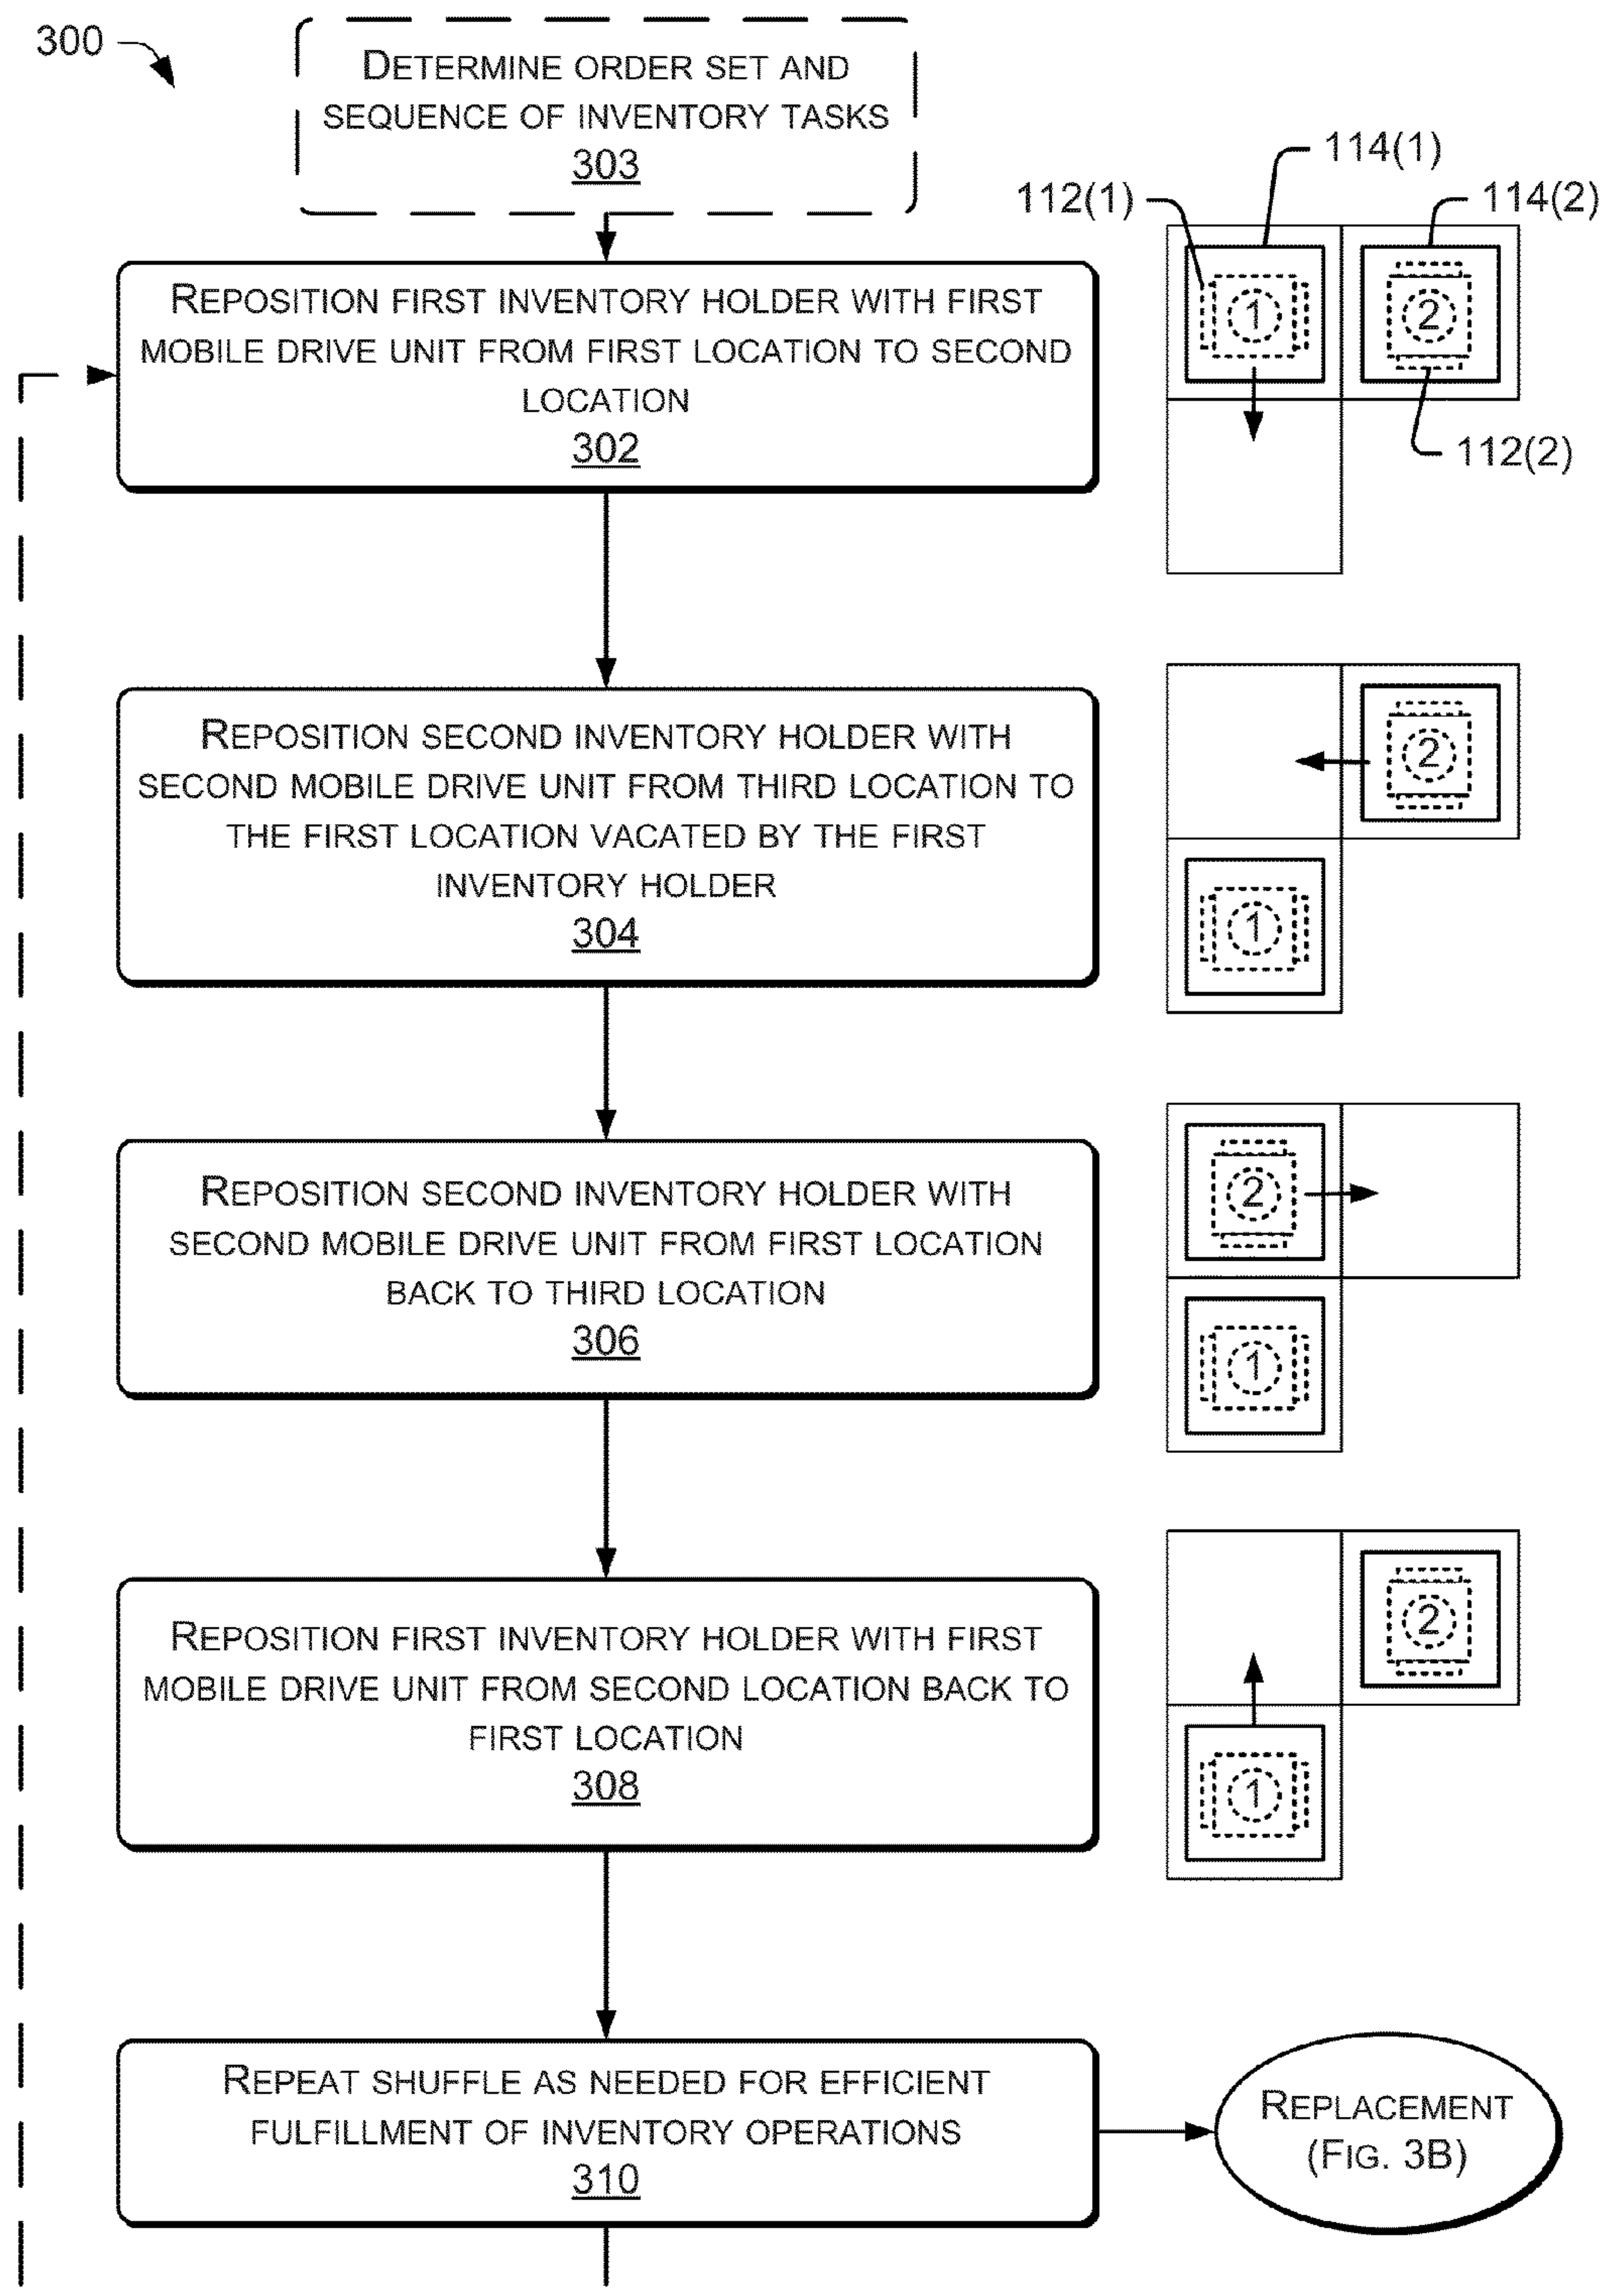 300
DETERMINE ORDER SET AND
SEQUENCE OF INVENTORY TASKS
303
114(1)
112(1)
114(2)
1
2
112(2)
REPOSITION FIRST INVENTORY HOLDER WITH FIRST
MOBILE DRIVE UNIT FROM FIRST LOCATION TO SECOND
LOCATION
302
REPOSITION SECOND INVENTORY HOLDER WITH
SECOND MOBILE DRIVE UNIT FROM THIRD LOCATION TO
THE FIRST LOCATION VACATED BY THE FIRST
INVENTORY HOLDER
304
2
1
REPOSITION SECOND INVENTORY HOLDER WITH
SECOND MOBILE DRIVE UNIT FROM FIRST LOCATION
BACK TO THIRD LOCATION
306
2
1
REPOSITION FIRST INVENTORY HOLDER WITH FIRST
MOBILE DRIVE UNIT FROM SECOND LOCATION BACK TO
FIRST LOCATION
308
2
1
REPEAT SHUFFLE AS NEEDED FOR EFFICIENT
FULFILLMENT OF INVENTORY OPERATIONS
310
REPLACEMENT
(FIG. 3B)